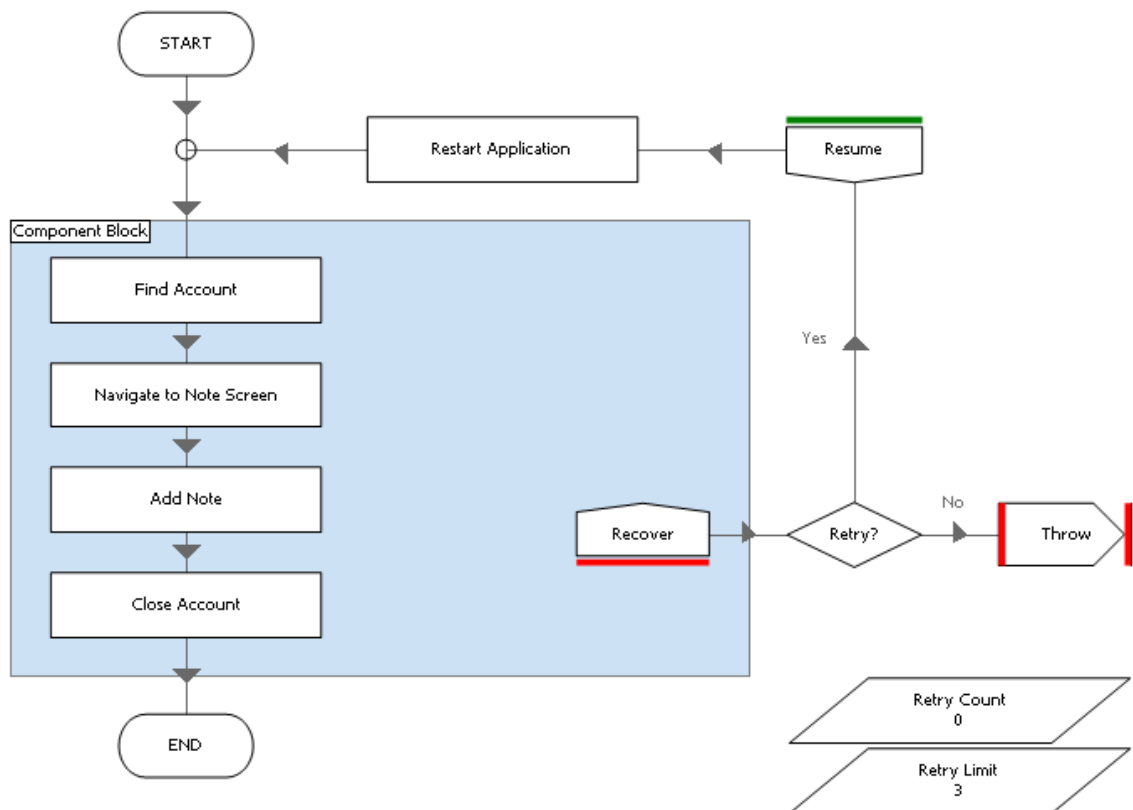 START
Restart Application
Resume
Component Block
Find Account
Navigate to Note Screen
Yes
Add Note
No
Recover
Retry?
Throw
Close Account
Retry Count
0
END
Retry Limit
3